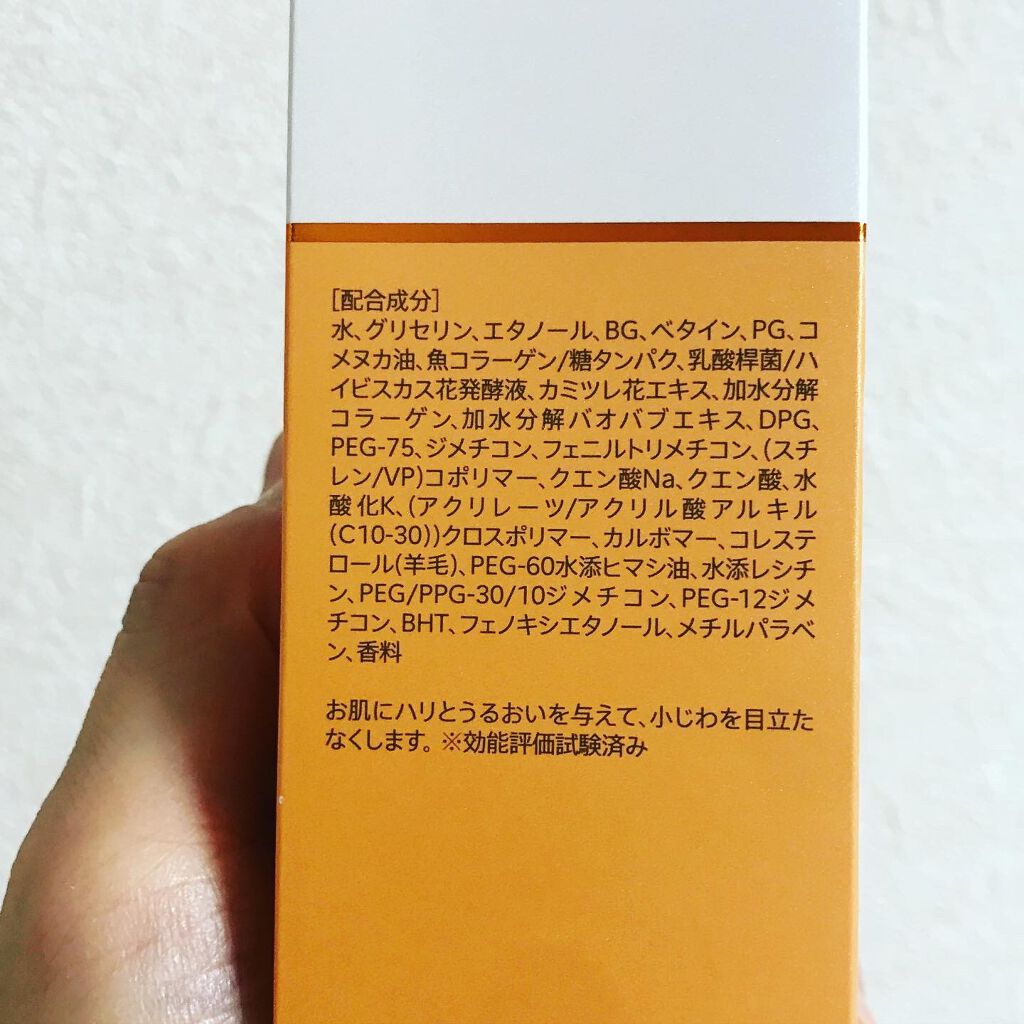 [配合成分]
水、グリセリン、エタノール、BG、ベタイン、PG、コ
メヌカ油、魚コラーゲン/糖タンパク、乳酸桿菌/ハ
イビスカス花発酵液、カミツレ花エキス、加水分解
コラーゲン、加水分解バオバブエキス、DPG、
PEG-75、ジメチコン、フェニルトリメチコン、(スチ
レン/VP)コポリマー、クエン酸Na、クエン酸、水
酸化K、(アクリレーツ/アクリル酸アルキル
(C10-30))クロスポリマー、カルボマー、コレステ
ロール(羊毛)、PEG-60水添ヒマシ油、水添レシチ
ン、PEG/PPG-30/10ジメチコン、PEG-12ジメ
チコン、BHT、フェノキシエタノール、メチルパラベ
ン、香料
お肌にハリとうるおいを与えて、小じわを目立た
なくします。※効能評価試験済み